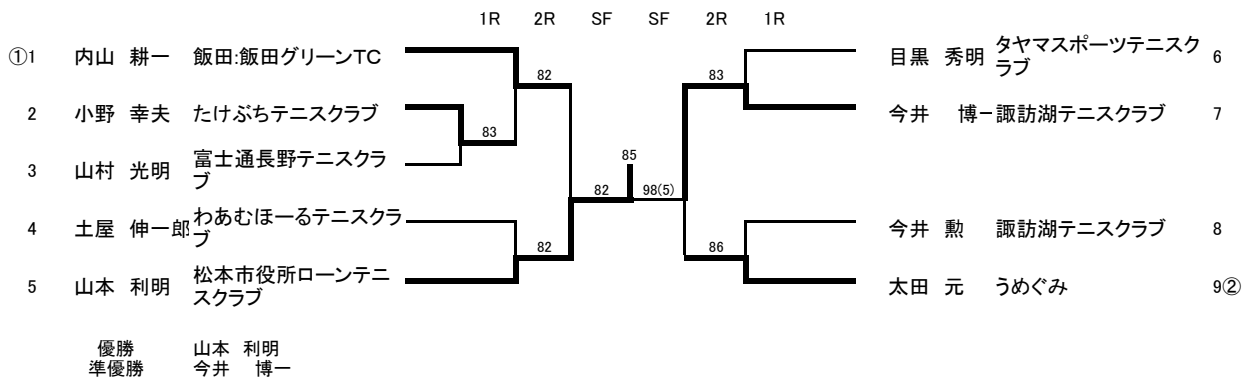 1R 2R SF SF 2R 1R
①1 内山 耕一 飯田:飯田グリーンTC
82
83
目黒 秀明 タヤマスポーツテニスクラブ 6
2 小野 幸夫 たけぶちテニスクラブ
今井 博一 諏訪湖テニスクラブ 7
83
3 山村 光明 富士通長野テニスクラブ
85
82 98(5)
4 土屋 伸一郎 わあむほーるテニスクラブ
今井 勲 諏訪湖テニスクラブ 8
82
86
5 山本 利明 松本市役所ローンテニスクラブ
太田 元 うめぐみ 9②
優勝 山本 利明
準優勝 今井 博一